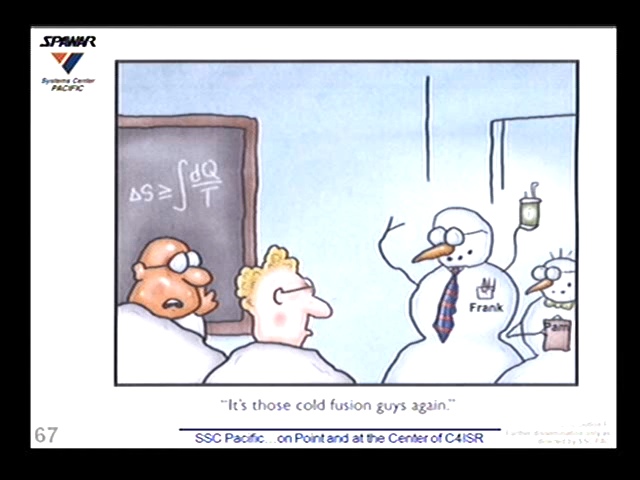 SPAWAR
Systems Center
PACIFIC
ΔS ≥ ∫ dQ/T
Frank
Pam
"It's those cold fusion guys again."
67
SSC Pacific…on Point and at the Center of C4ISR